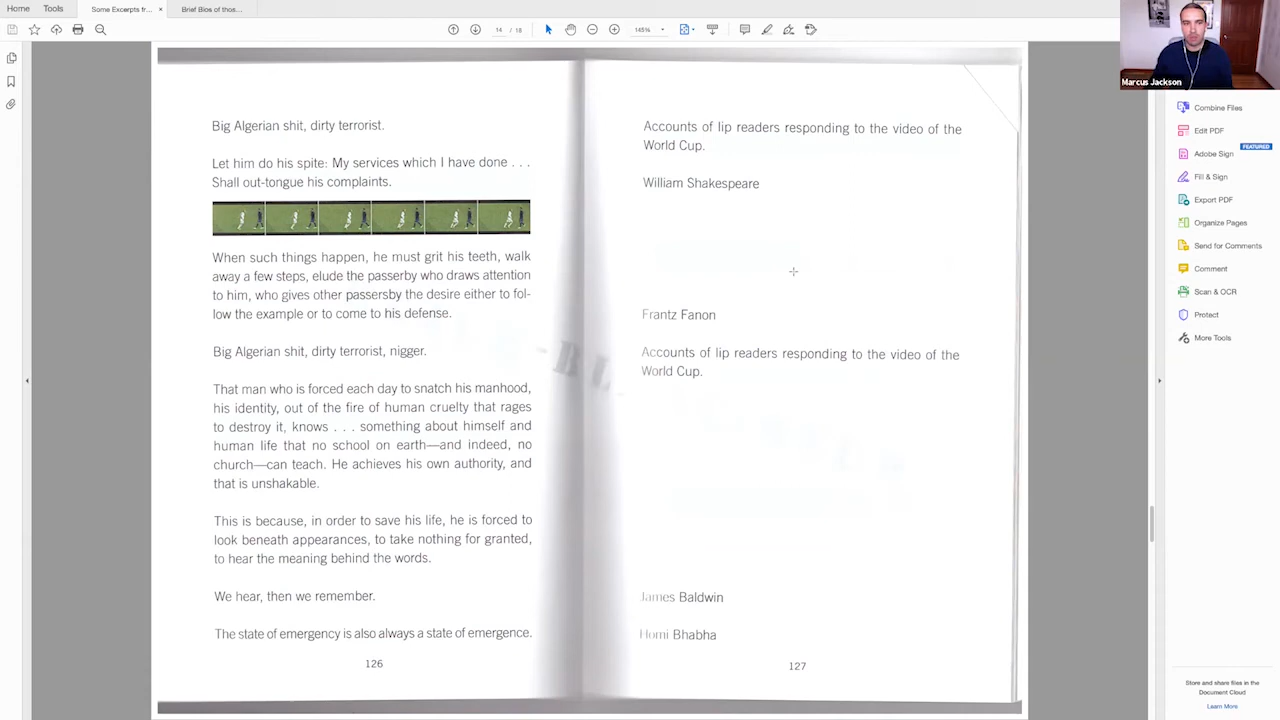 Home
Tools
Some Excerpts fr...
Brief Bios of thos...
14 / 18
145%
Marcus Jackson
Big Algerian shit, dirty terrorist.
Let him do his spite: My services which I have done . . .
Shall out-tongue his complaints.
When such things happen, he must grit his teeth, walk
away a few steps, elude the passerby who draws attention
to him, who gives other passersby the desire either to fol-
low the example or to come to his defense.
Big Algerian shit, dirty terrorist, nigger.
That man who is forced each day to snatch his manhood,
his identity, out of the fire of human cruelty that rages
to destroy it, knows . . . something about himself and
human life that no school on earth—and indeed, no
church—can teach. He achieves his own authority, and
that is unshakable.
This is because, in order to save his life, he is forced to
look beneath appearances, to take nothing for granted,
to hear the meaning behind the words.
We hear, then we remember.
The state of emergency is also always a state of emergence.
126
Accounts of lip readers responding to the video of the
World Cup.
William Shakespeare
Frantz Fanon
Accounts of lip readers responding to the video of the
World Cup.
James Baldwin
Homi Bhabha
127
Combine Files
Edit PDF
Adobe Sign
FEATURED
Fill & Sign
Export PDF
Organize Pages
Send for Comments
Comment
Scan & OCR
Protect
More Tools
Store and share files in the
Document Cloud
Learn More